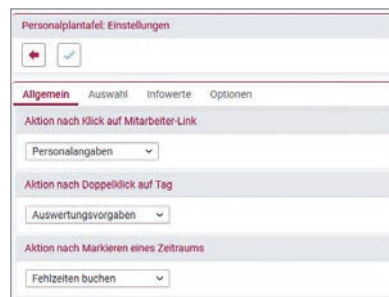 Personalplantafel: Einstellungen
Allgemein Auswahl Infowerte Optionen
Aktion nach Klick auf Mitarbeiter-Link
Personalangaben
Aktion nach Doppelklick auf Tag
Auswertungsvorgaben
Aktion nach Markieren eines Zeitraums
Fehlzeiten buchen